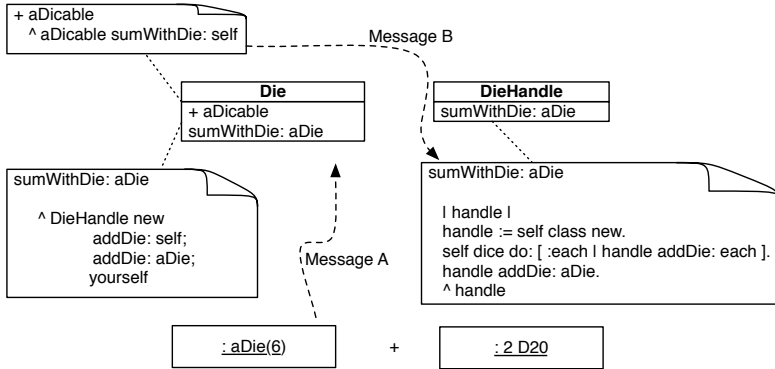 + aDicable
^ aDicable sumWithDie: self
Message B
Die
+ aDicable
sumWithDie: aDie
DieHandle
sumWithDie: aDie
sumWithDie: aDie
^ DieHandle new
addDie: self;
addDie: aDie;
yourself
Message A
sumWithDie: aDie
| handle |
handle := self class new.
self dice do: [ :each | handle addDie: each ].
handle addDie: aDie.
^ handle
: aDie(6)
+
: 2 D20